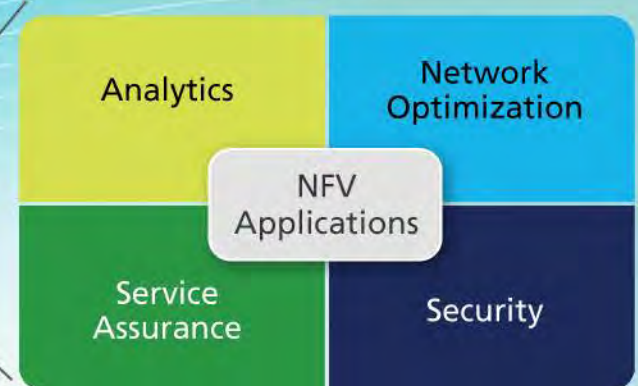 Analytics
Network
Optimization
NFV
Applications
Service
Assurance
Security